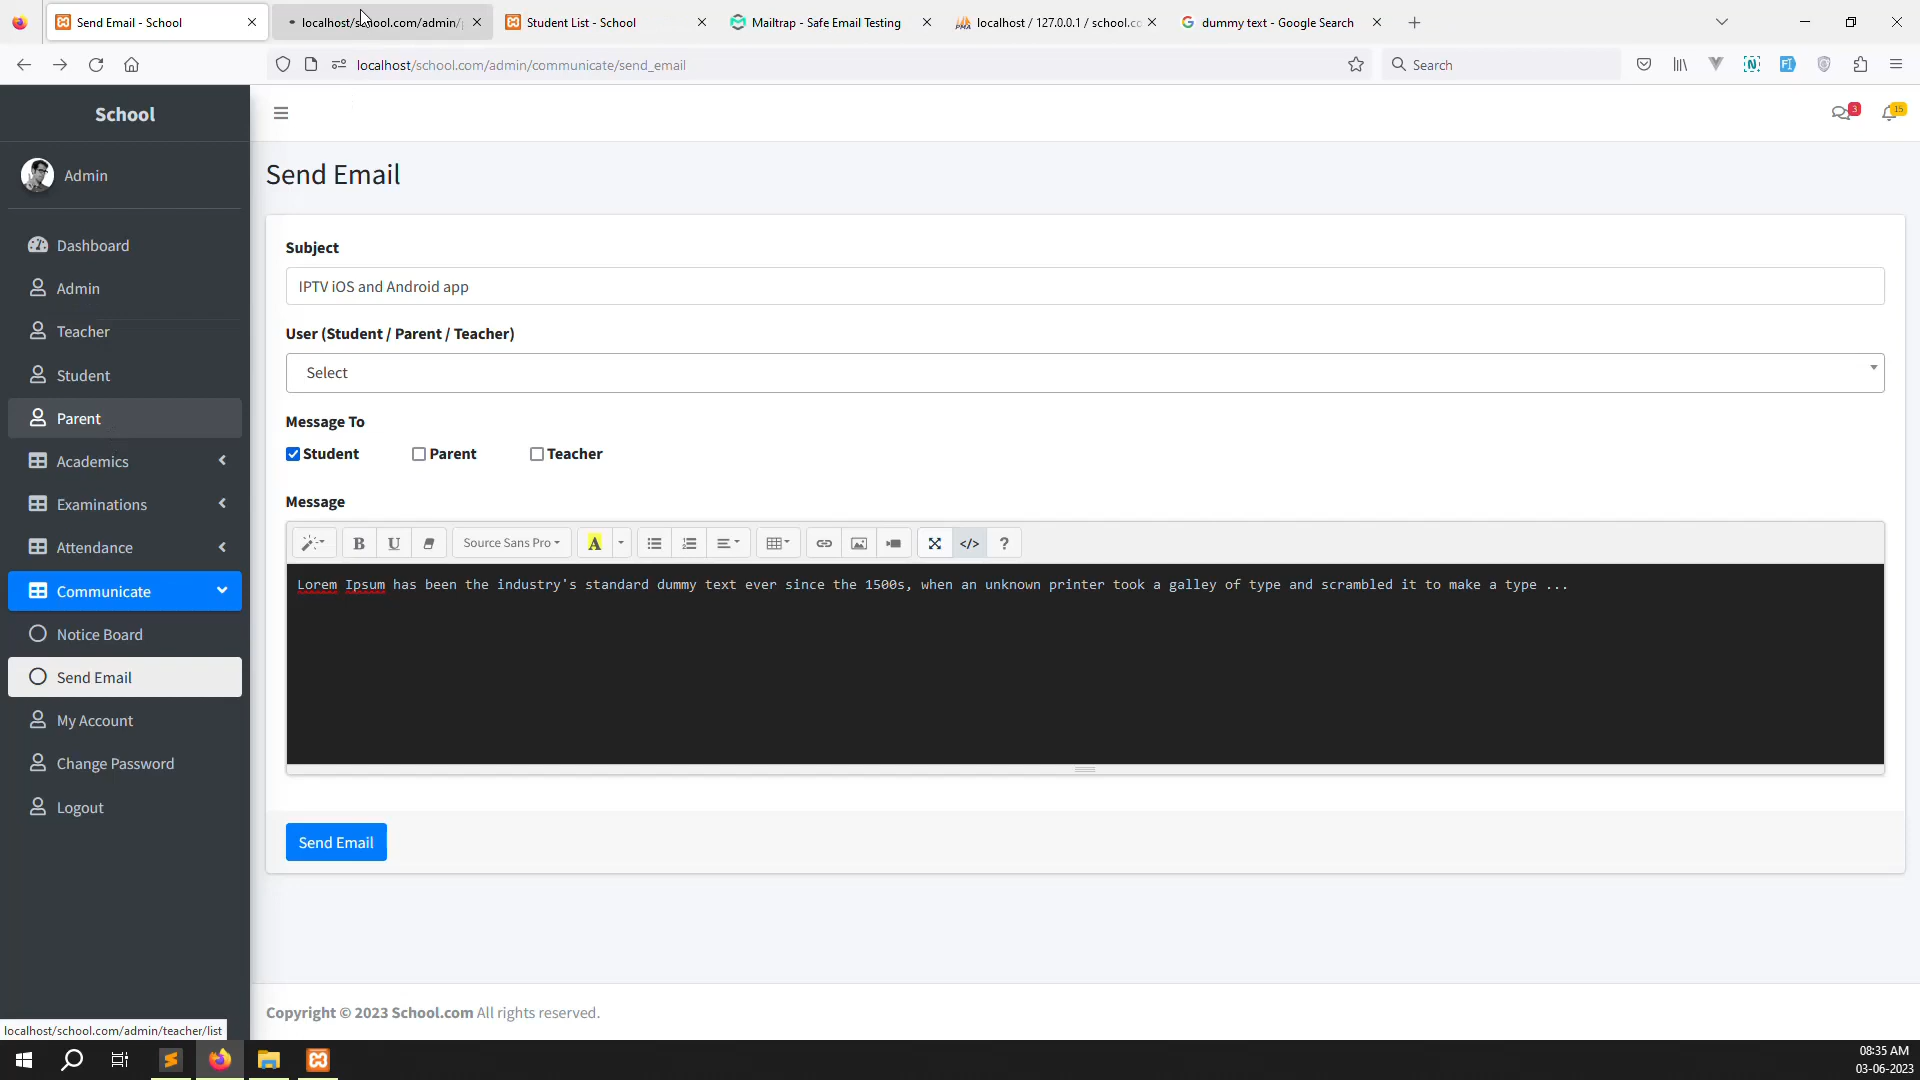 Send Email - School
localhost/school.com/admin/
Student List - School
Mailtrap - Safe Email Testing
localhost / 127.0.0.1 / school.cc
dummy text - Google Search
localhost/school.com/admin/communicate/send_email
Search
School
3
15
Admin
Send Email
Dashboard
Admin
Teacher
Student
Parent
Academics
Examinations
Attendance
Communicate
Notice Board
Send Email
My Account
Change Password
Logout
Subject
IPTV iOS and Android app
User (Student / Parent / Teacher)
Select
Message To
Student
Parent
Teacher
Message
B
U
Source Sans Pro
A
</>
?
Lorem Ipsum has been the industry's standard dummy text ever since the 1500s, when an unknown printer took a galley of type and scrambled it to make a type ...
Send Email
Copyright © 2023 School.com All rights reserved.
localhost/school.com/admin/teacher/list
08:35 AM
03-06-2023